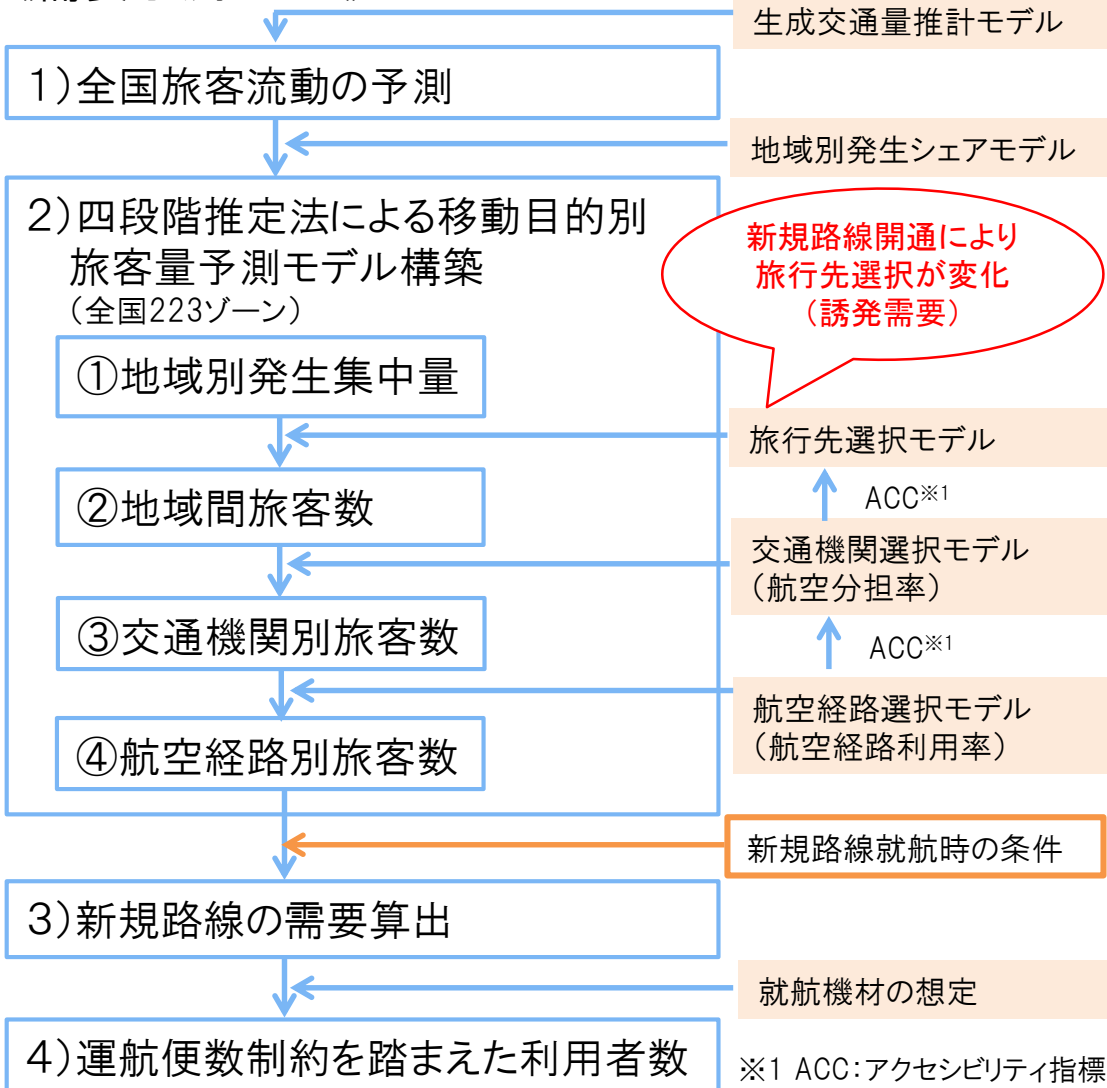 生成交通量推計モデル
1)全国旅客流動の予測
地域別発生シェアモデル
2)四段階推定法による移動目的別
旅客量予測モデル構築
(全国223ゾーン)
新規路線開通により
旅行先選択が変化
(誘発需要)
①地域別発生集中量
旅行先選択モデル
②地域間旅客数
ACC※1
交通機関選択モデル
(航空分担率)
③交通機関別旅客数
ACC※1
航空経路選択モデル
(航空経路利用率)
④航空経路別旅客数
新規路線就航時の条件
3)新規路線の需要算出
就航機材の想定
4)運航便数制約を踏まえた利用者数
※1 ACC:アクセシビリティ指標